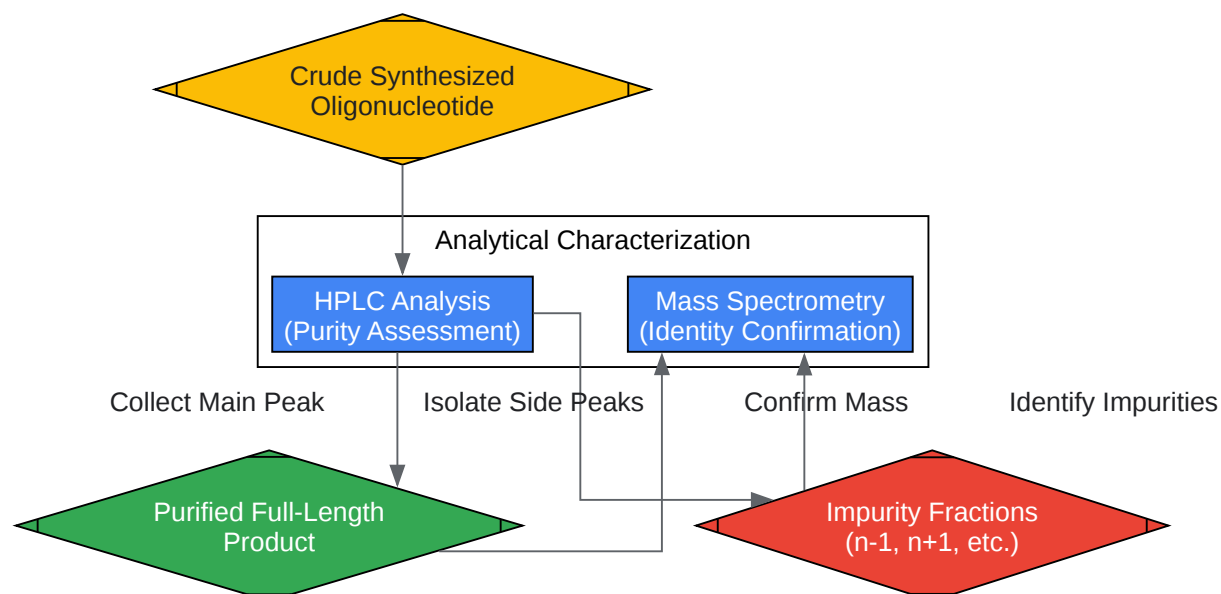 Crude Synthesized
Oligonucleotide
Analytical Characterization
HPLC Analysis
(Purity Assessment)
Mass Spectrometry
(Identity Confirmation)
Collect Main Peak
Isolate Side Peaks
Confirm Mass
Identify Impurities
Purified Full-Length
Product
Impurity Fractions
(n-1, n+1, etc.)